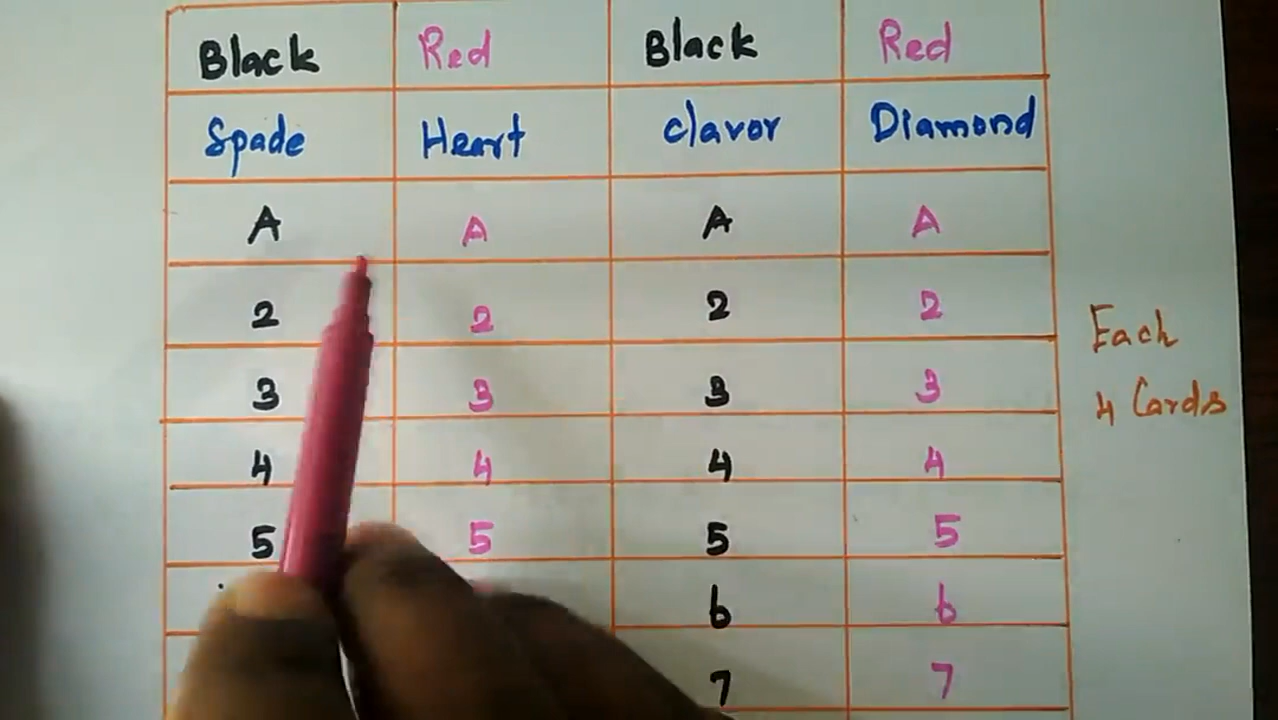 Black Red Black Red
Spade Heart clavor Diamond
A A A A
2 2 2 2
3 3 3 3
4 4 4 4
5 5 5 5
6 6
7 7
Each
4 Cards